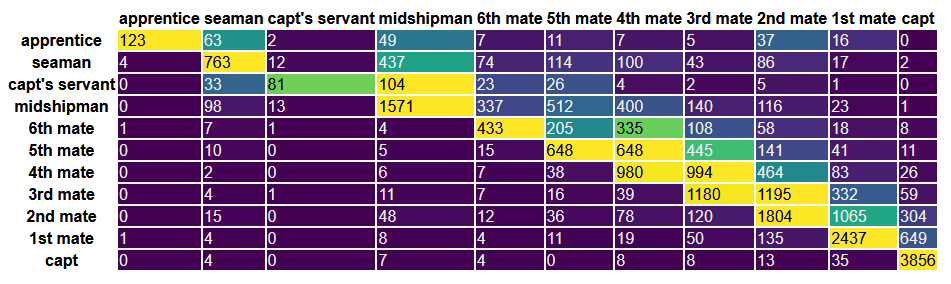 apprentice seaman capt's servant midshipman 6th mate 5th mate 4th mate 3rd mate 2nd mate 1st mate capt
apprentice 123 63 2 49 7 11 7 5 37 16 0
seaman 4 763 12 437 74 114 100 43 86 17 2
capt's servant 0 33 81 104 23 26 4 2 5 1 0
midshipman 0 98 13 1571 337 512 400 140 116 23 1
6th mate 1 7 1 4 433 205 335 108 58 18 8
5th mate 0 10 0 5 15 648 648 445 141 41 11
4th mate 0 2 0 6 7 38 980 994 464 83 26
3rd mate 0 4 1 11 7 16 39 1180 1195 332 59
2nd mate 0 15 0 48 12 36 78 120 1804 1065 304
1st mate 1 4 0 8 4 11 19 50 135 2437 649
capt 0 4 0 7 4 0 8 8 13 35 3856